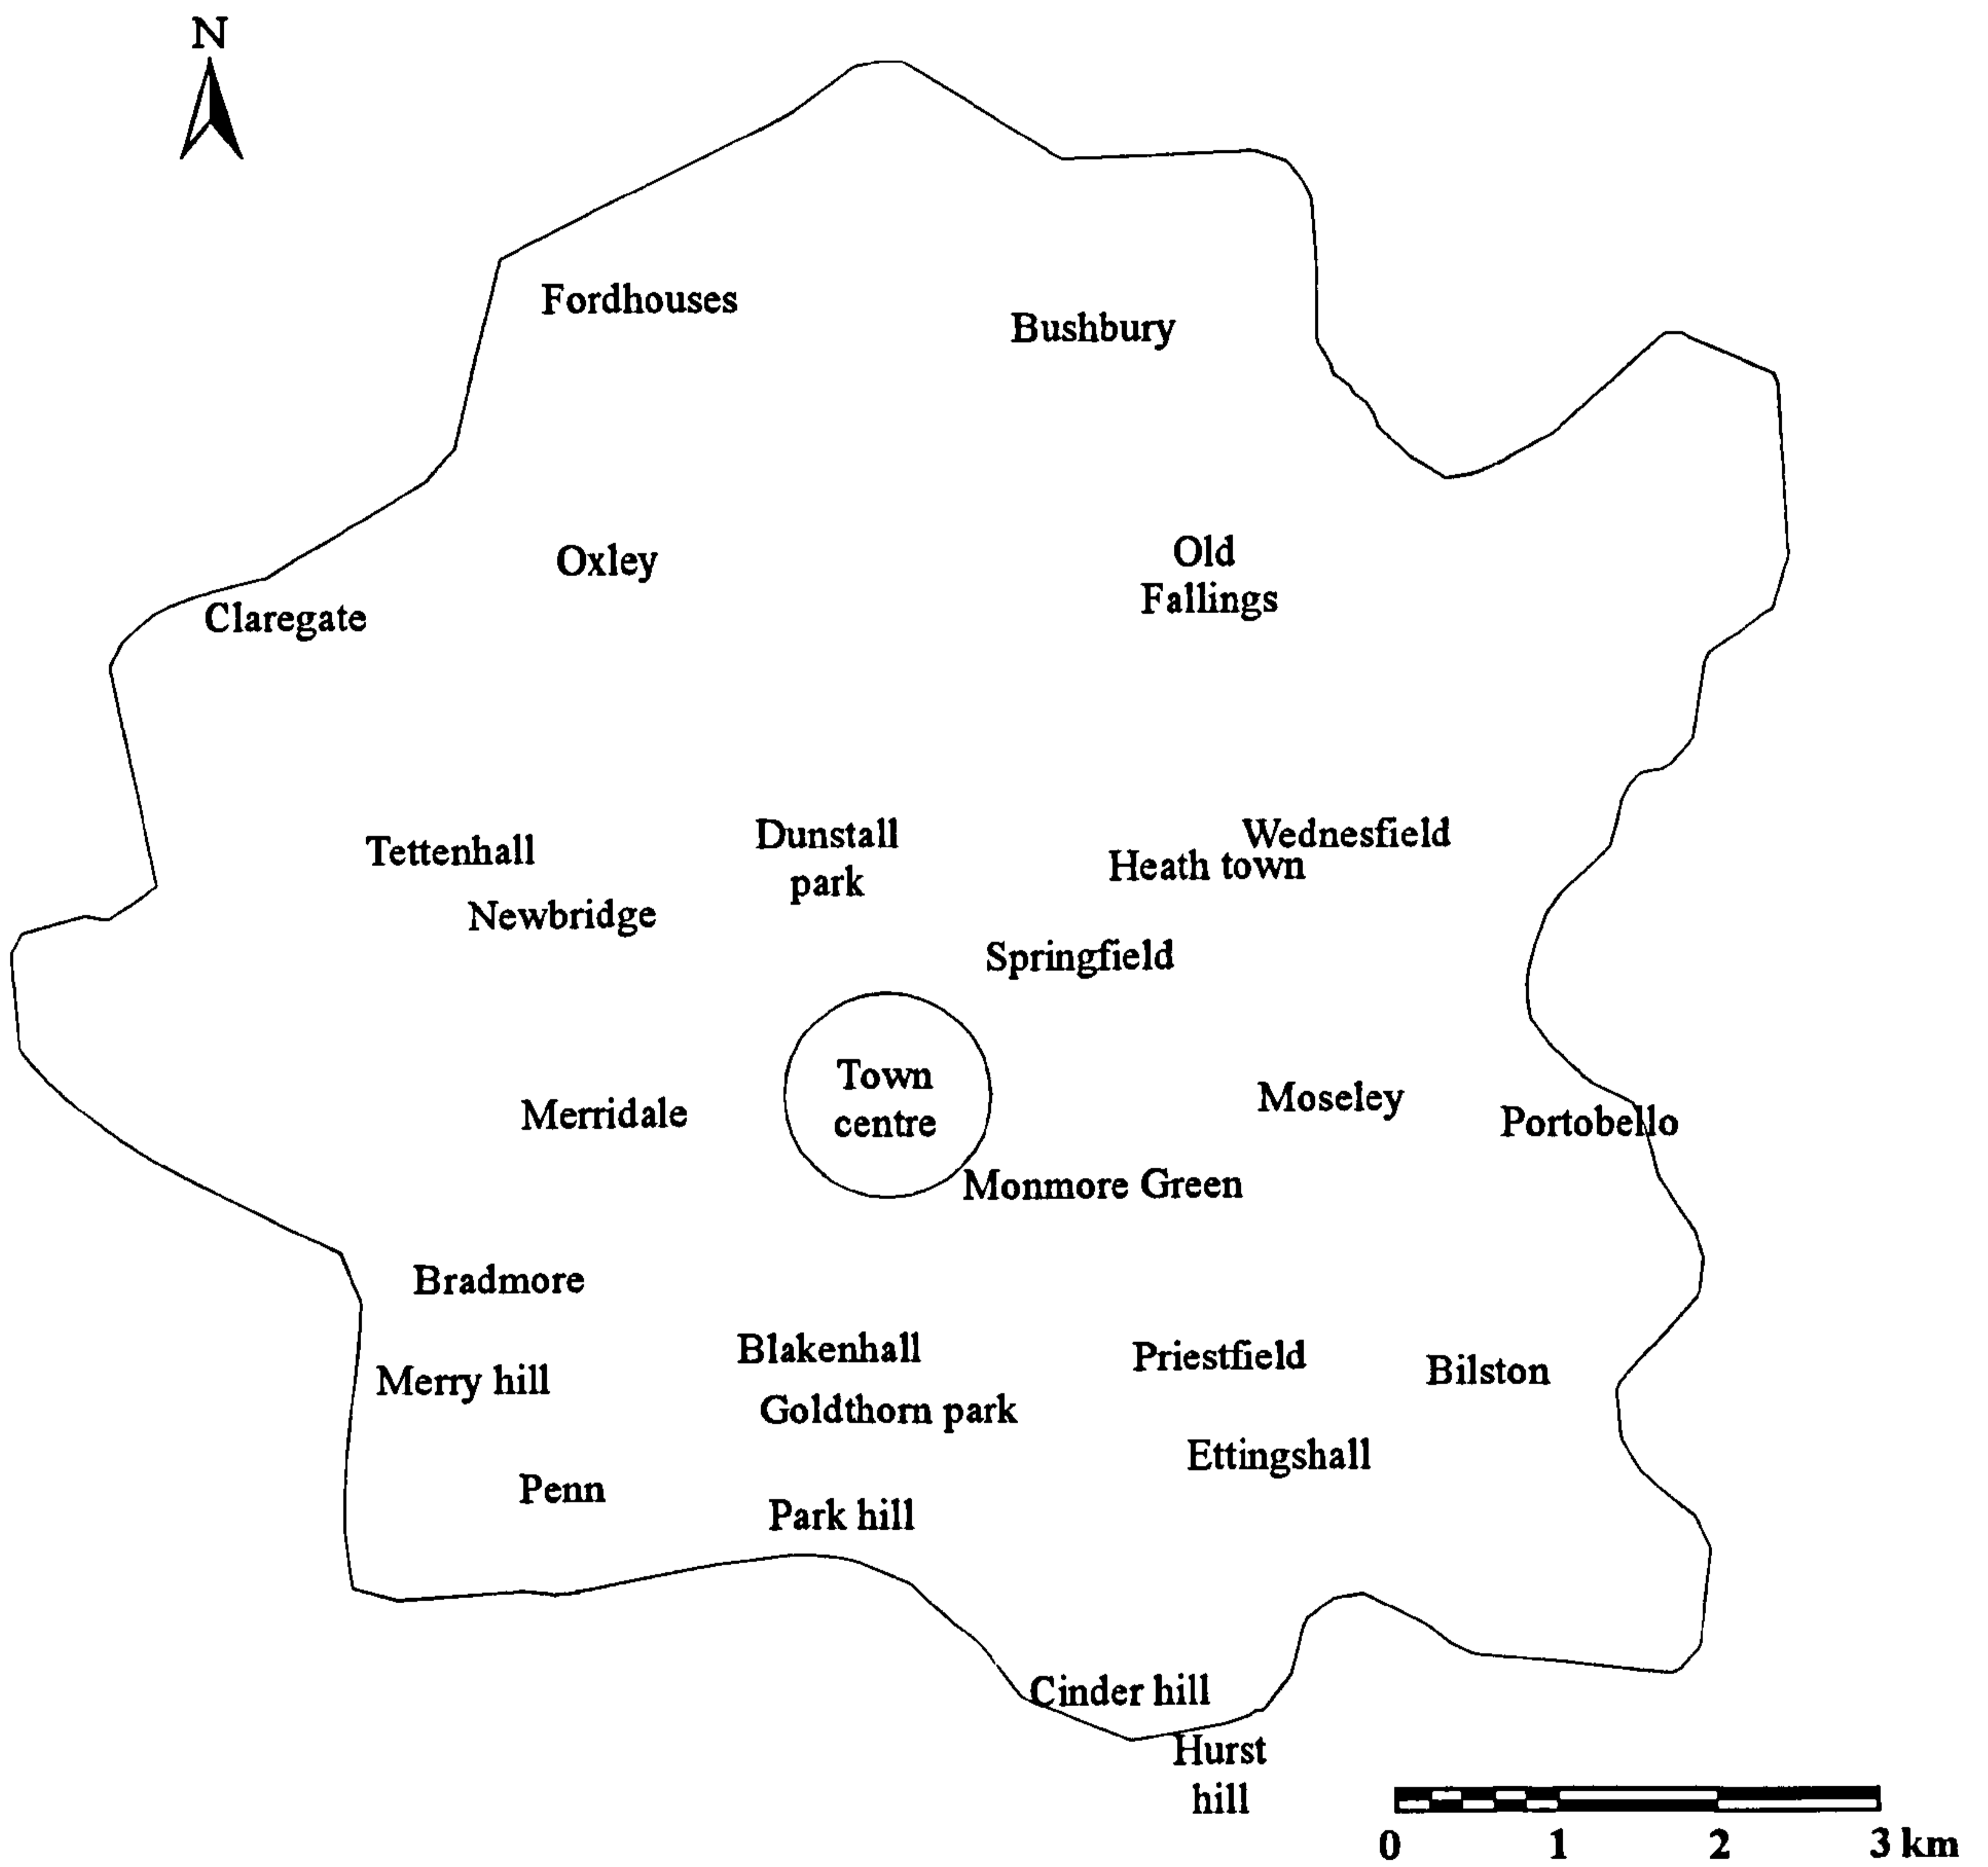 N
Fordhouses
Bushbury
Oxley
Old
Fallings
Claregate
Tettenhall
Dunstall
park
Wednesfield
Heath town
Newbridge
Springfield
Town
centre
Merridale
Moseley
Portobello
Monmore Green
Bradmore
Blakenhall
Priestfield
Bilston
Merry hill
Goldthorn park
Ettingshall
Penn
Park hill
Cinder hill
Hurst
hill
0 1 2 3 km